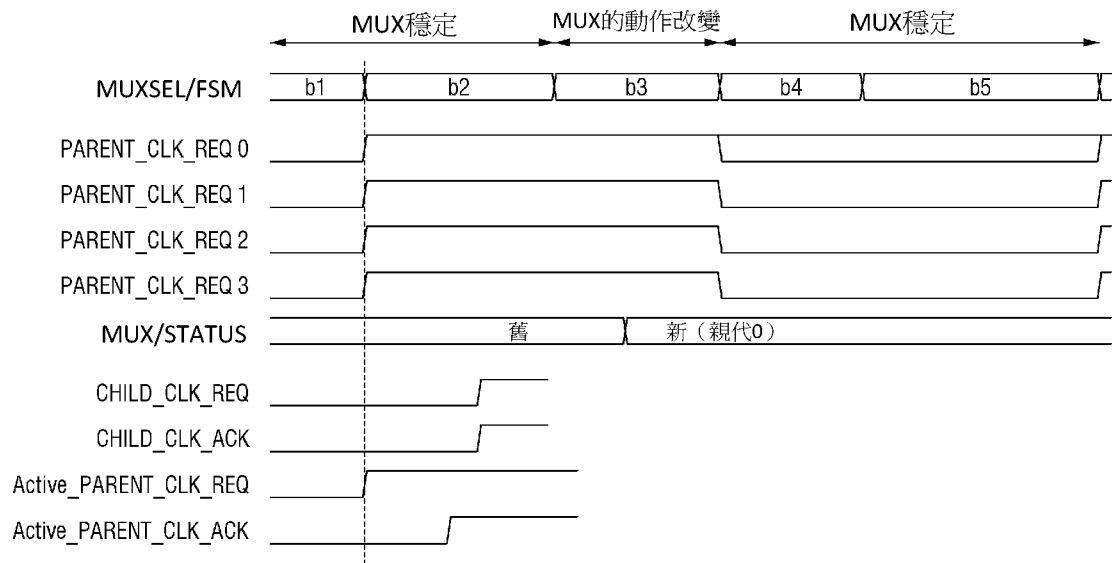 MUX穩定 MUX的動作改變 MUX穩定
MUXSEL/FSM b1 b2 b3 b4 b5
PARENT_CLK_REQ 0
PARENT_CLK_REQ 1
PARENT_CLK_REQ 2
PARENT_CLK_REQ 3
MUX/STATUS 舊 新（親代0）
CHILD_CLK_REQ
CHILD_CLK_ACK
Active_PARENT_CLK_REQ
Active_PARENT_CLK_ACK